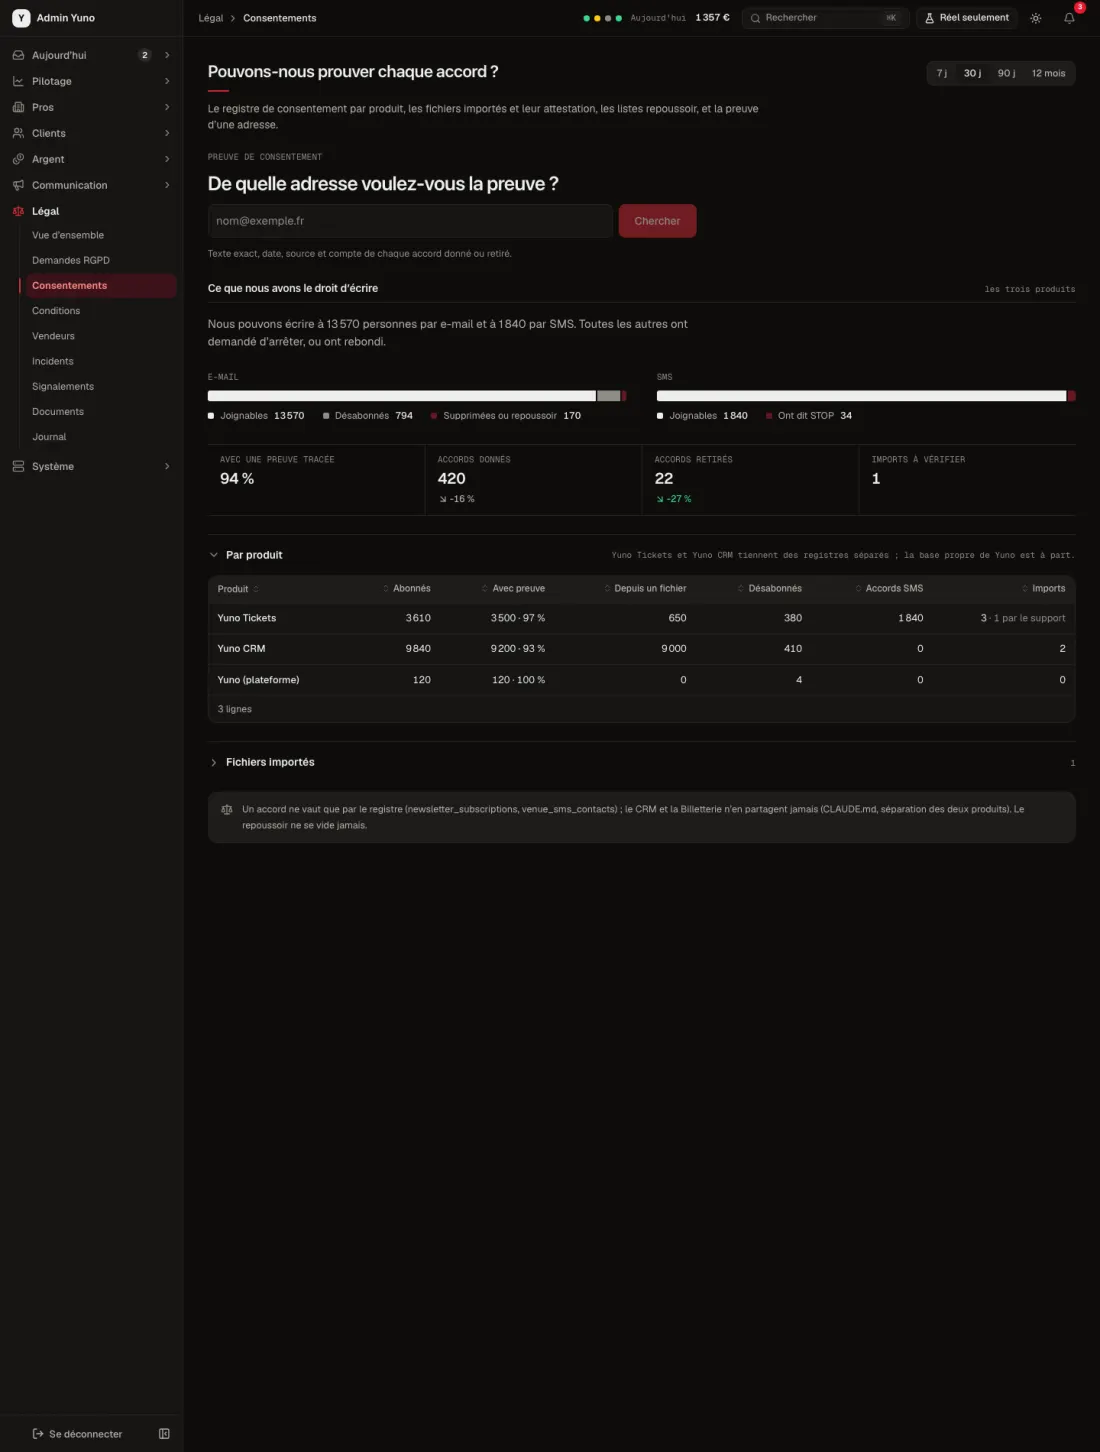 Y Admin Yuno
Légal > Consentements
Aujourd'hui 1 357 €
Rechercher ⌘K
Réel seulement
3
Aujourd'hui 2
Pilotage
Pros
Clients
Argent
Communication
Légal
Vue d'ensemble
Demandes RGPD
Consentements
Conditions
Vendeurs
Incidents
Signalements
Documents
Journal
Système
Se déconnecter
Pouvons-nous prouver chaque accord ?
7 j 30 j 90 j 12 mois
Le registre de consentement par produit, les fichiers importés et leur attestation, les listes repoussoir, et la preuve
d'une adresse.
PREUVE DE CONSENTEMENT
De quelle adresse voulez-vous la preuve ?
nom@exemple.fr
Chercher
Texte exact, date, source et compte de chaque accord donné ou retiré.
Ce que nous avons le droit d'écrire
les trois produits
Nous pouvons écrire à 13 570 personnes par e-mail et à 1 840 par SMS. Toutes les autres ont
demandé d'arrêter, ou ont rebondi.
E-MAIL
Joignables 13 570 Désabonnés 794 Supprimées ou repoussoir 170
SMS
Joignables 1 840 Ont dit STOP 34
AVEC UNE PREUVE TRACÉE
94 %
ACCORDS DONNÉS
420
↘ -16 %
ACCORDS RETIRÉS
22
↘ -27 %
IMPORTS À VÉRIFIER
1
Par produit
Yuno Tickets et Yuno CRM tiennent des registres séparés ; la base propre de Yuno est à part.
Produit Abonnés Avec preuve Depuis un fichier Désabonnés Accords SMS Imports
Yuno Tickets 3 610 3 500 · 97 % 650 380 1 840 3 · 1 par le support
Yuno CRM 9 840 9 200 · 93 % 9 000 410 0 2
Yuno (plateforme) 120 120 · 100 % 0 4 0 0
3 lignes
Fichiers importés
1
Un accord ne vaut que par le registre (newsletter_subscriptions, venue_sms_contacts) ; le CRM et la Billetterie n'en partagent jamais (CLAUDE.md, séparation des deux produits). Le
repoussoir ne se vide jamais.